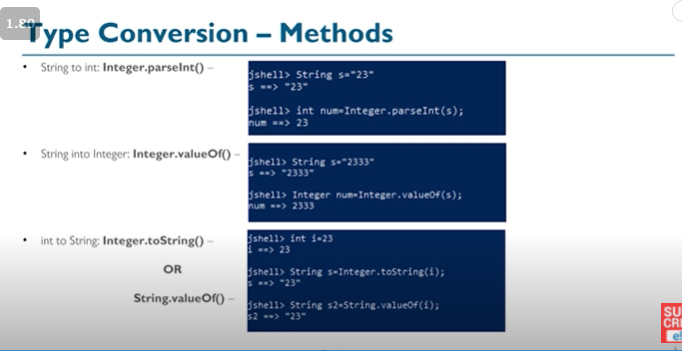 1.80
Type Conversion – Methods
• String to int: Integer.parseInt() –
jshell> String s="23"
s ==> "23"
jshell> int num=Integer.parseInt(s);
num ==> 23
• String into Integer: Integer.valueOf() –
jshell> String s="2333"
s ==> "2333"
jshell> Integer num=Integer.valueOf(s);
num ==> 2333
• int to String: Integer.toString() –
OR
String.valueOf() –
jshell> int i=23
i ==> 23
jshell> String s=Integer.toString(i);
s ==> "23"
jshell> String s2=String.valueOf(i);
s2 ==> "23"
SU
CRI
e!